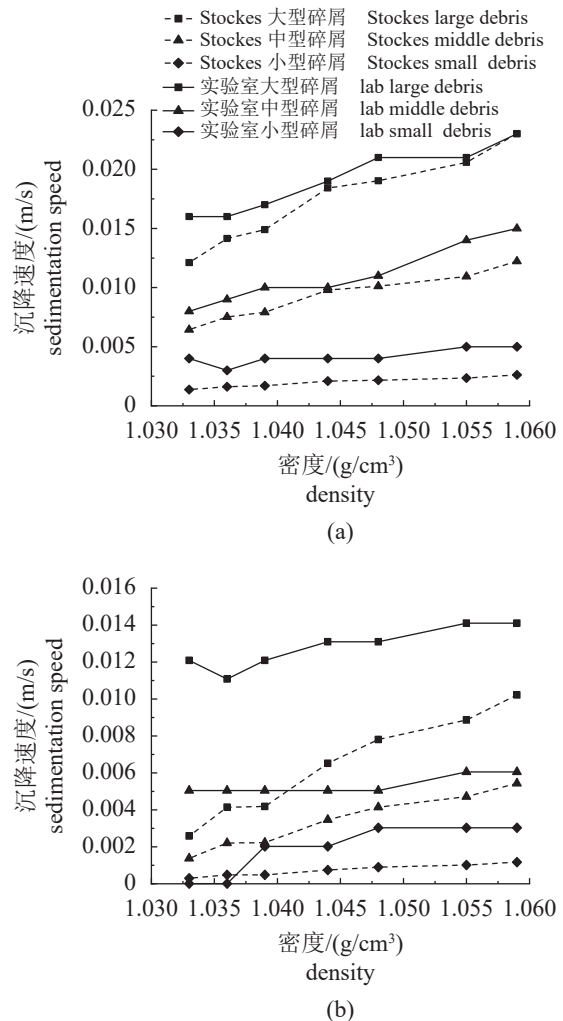 Stockes 大型碎屑 Stockes large debris
Stockes 中型碎屑 Stockes middle debris
Stockes 小型碎屑 Stockes small debris
实验室大型碎屑 lab large debris
实验室中型碎屑 lab middle debris
实验室小型碎屑 lab small debris
0.025
0.020
0.015
0.010
0.005
0
沉降速度/(m/s)
sedimentation speed
1.030 1.035 1.040 1.045 1.050 1.055 1.060
密度/(g/cm³)
density
(a)
0.016
0.014
0.012
0.010
0.008
0.006
0.004
0.002
0
沉降速度/(m/s)
sedimentation speed
1.030 1.035 1.040 1.045 1.050 1.055 1.060
密度/(g/cm³)
density
(b)